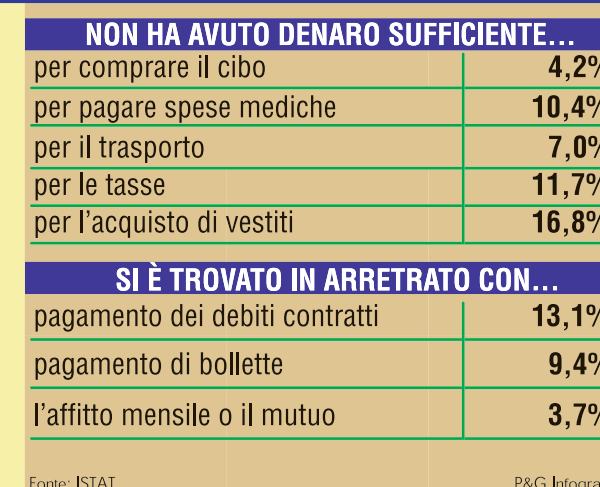 NON HA AVUTO DENARO SUFFICIENTE...
per comprare il cibo 4,2%
per pagare spese mediche 10,4%
per il trasporto 7,0%
per le tasse 11,7%
per l'acquisto di vestiti 16,8%
SI È TROVATO IN ARRETRATO CON...
pagamento dei debiti contratti 13,1%
pagamento di bollette 9,4%
l'affitto mensile o il mutuo 3,7%
Fonte: ISTAT P&G Infogra